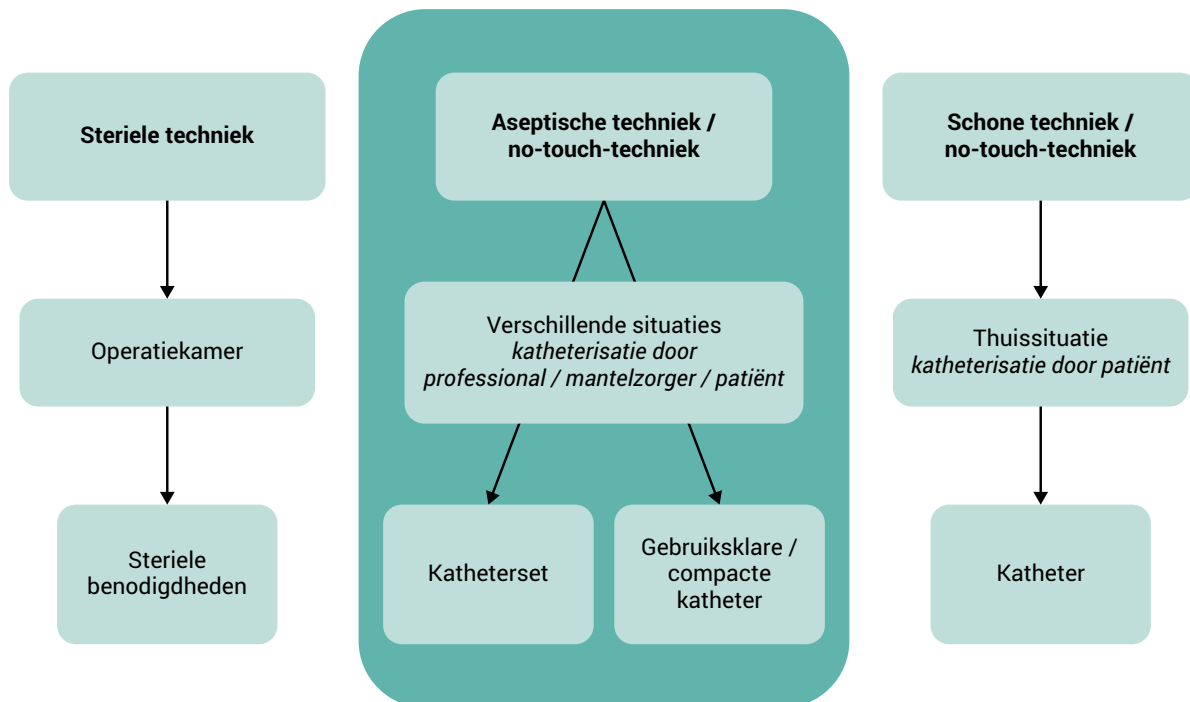 Steriele techniek
Operatiekamer
Steriele
benodigdheden
Aseptische techniek /
no-touch-techniek
Verschillende situaties
katheterisatie door
professional / mantelzorger / patiënt
Katheterset
Gebruiksklare /
compacte
katheter
Schone techniek /
no-touch-techniek
Thuissituatie
katheterisatie door patiënt
Katheter